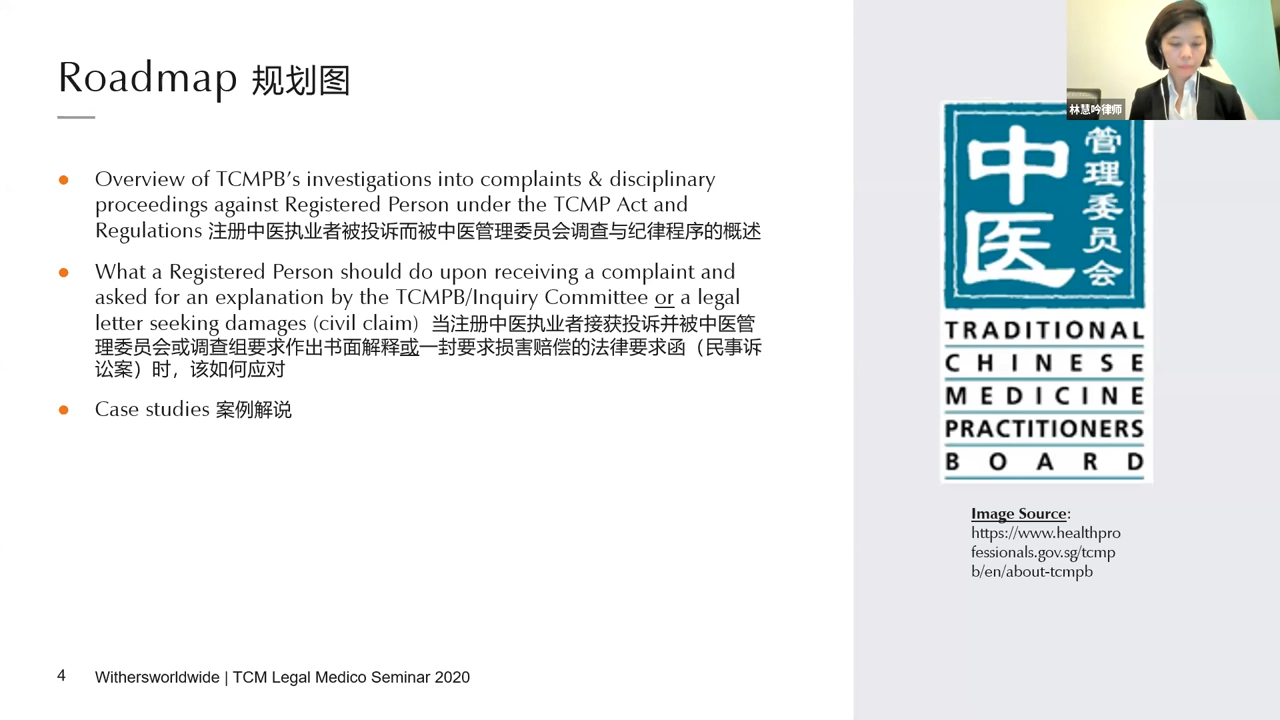 Roadmap 规划图
Overview of TCMPB's investigations into complaints & disciplinary
proceedings against Registered Person under the TCMP Act and
Regulations 注册中医执业者被投诉而被中医管理委员会调查与纪律程序的概述
What a Registered Person should do upon receiving a complaint and
asked for an explanation by the TCMPB/Inquiry Committee or a legal
letter seeking damages (civil claim) 当注册中医执业者接获投诉并被中医管
理委员会或调查组要求作出书面解释或一封要求损害赔偿的法律要求函（民事诉
讼案）时，该如何应对
Case studies 案例解说
4 Withersworldwide | TCM Legal Medico Seminar 2020
林慧吟律师
中医
管理委员会
TRADITIONAL
CHINESE
MEDICINE
PRACTITIONERS
BOARD
Image Source:
https://www.healthpro
fessionals.gov.sg/tcmp
b/en/about-tcmpb